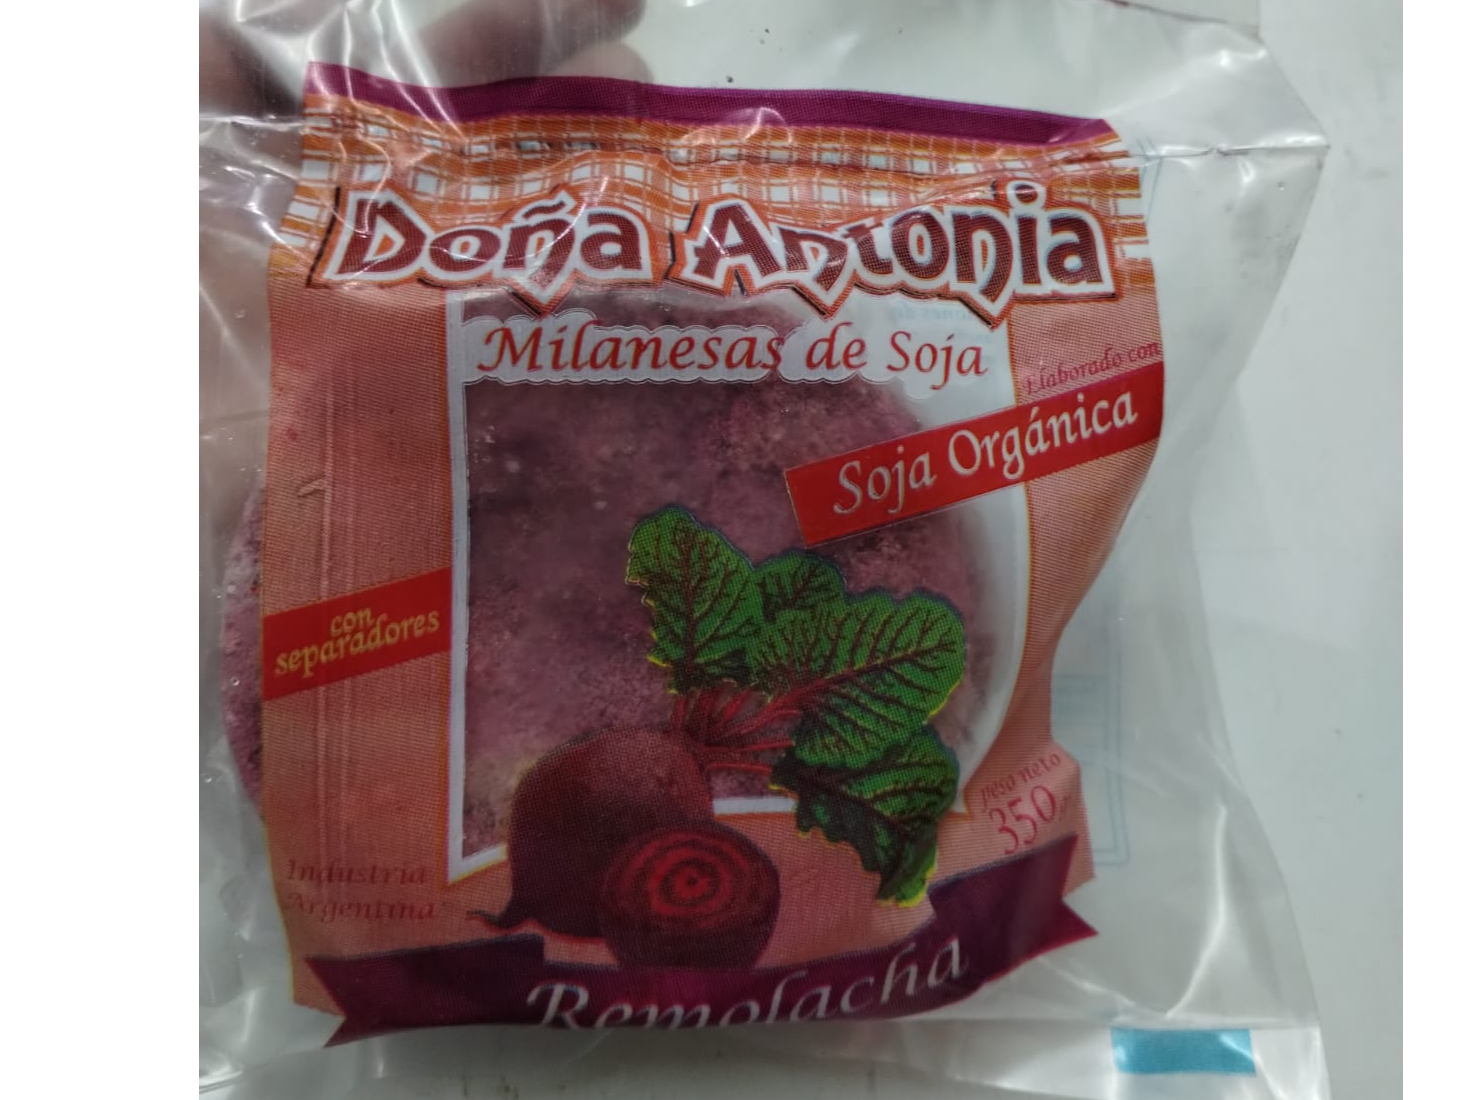 Doña Antonia
Milanesas de Soja
Elaborado con
Soja Orgánica
con
separadores
peso neto
350
Industria
Argentina
Remolacha